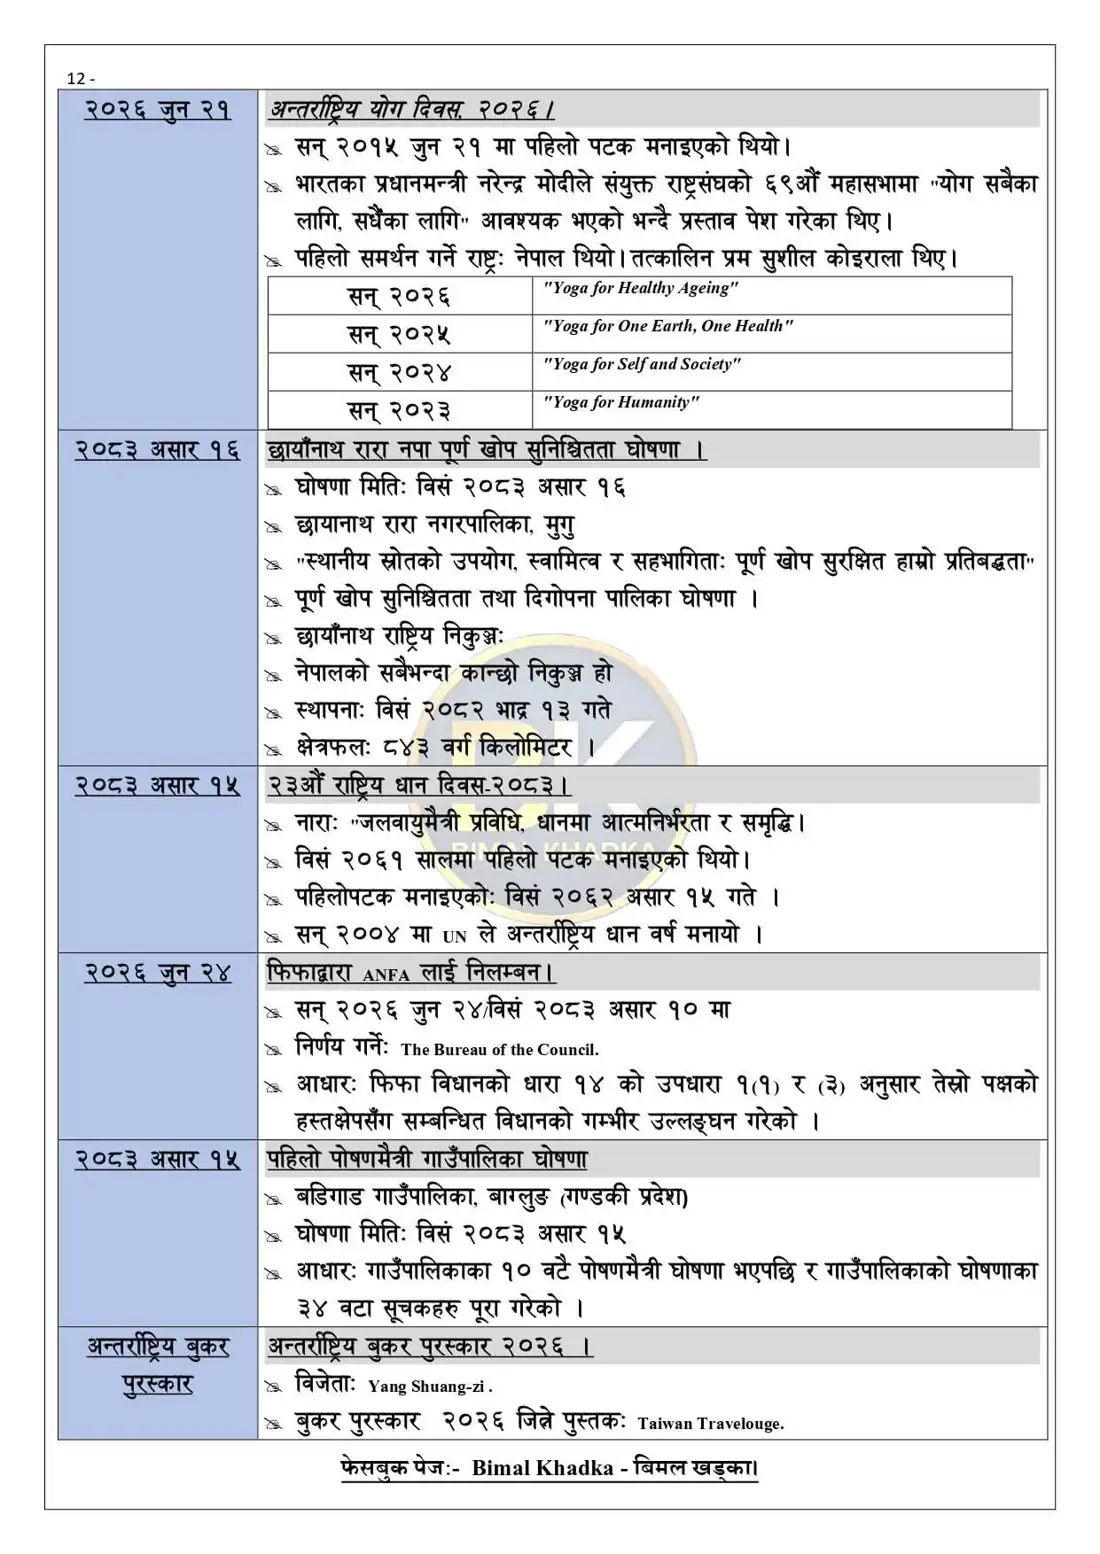 12 -
२०२६ जुन २१
अन्तर्राष्ट्रिय योग दिवस, २०२६।
सन् २०१५ जुन २१ मा पहिलो पटक मनाइएको थियो।
भारतका प्रधानमन्त्री नरेन्द्र मोदीले संयुक्त राष्ट्रसंघको ६९औं महासभामा "योग सबैका
लागि, सधैंका लागि" आवश्यक भएको भन्दै प्रस्ताव पेश गरेका थिए।
पहिलो समर्थन गर्ने राष्ट्रः नेपाल थियो। तत्कालिन प्रम सुशील कोइराला थिए।
सन् २०२६ "Yoga for Healthy Ageing"
सन् २०२५ "Yoga for One Earth, One Health"
सन् २०२४ "Yoga for Self and Society"
सन् २०२३ "Yoga for Humanity"
२०८३ असार १६
छायाँनाथ रारा नपा पूर्ण खोप सुनिश्चितता घोषणा ।
घोषणा मितिः विसं २०८३ असार १६
छायानाथ रारा नगरपालिका, मुगु
"स्थानीय स्रोतको उपयोग, स्वामित्व र सहभागिताः पूर्ण खोप सुरक्षित हाम्रो प्रतिबद्धता"
पूर्ण खोप सुनिश्चितता तथा दिगोपना पालिका घोषणा ।
छायाँनाथ राष्ट्रिय निकुञ्जः
नेपालको सबैभन्दा कान्छो निकुञ्ज हो
स्थापनाः विसं २०८२ भाद्र १३ गते
क्षेत्रफलः ८४३ वर्ग किलोमिटर ।
२०८३ असार १५
२३औं राष्ट्रिय धान दिवस-२०८३।
नाराः "जलवायुमैत्री प्रविधि, धानमा आत्मनिर्भरता र समृद्धि।
विसं २०६१ सालमा पहिलो पटक मनाइएको थियो।
पहिलोपटक मनाइएकोः विसं २०६२ असार १५ गते ।
सन् २००४ मा UN ले अन्तर्राष्ट्रिय धान वर्ष मनायो ।
BK
BIMAL KHADKA
२०२६ जुन २४
फिफाद्वारा ANFA लाई निलम्बन।
सन् २०२६ जुन २४/विसं २०८३ असार १० मा
निर्णय गर्नेः The Bureau of the Council.
आधारः फिफा विधानको धारा १४ को उपधारा १(१) र (३) अनुसार तेस्रो पक्षको
हस्तक्षेपसँग सम्बन्धित विधानको गम्भीर उल्लङ्घन गरेको ।
२०८३ असार १५
पहिलो पोषणमैत्री गाउँपालिका घोषणा
बडिगाड गाउँपालिका, बाग्लुङ (गण्डकी प्रदेश)
घोषणा मितिः विसं २०८३ असार १५
आधारः गाउँपालिकाका १० वटै पोषणमैत्री घोषणा भएपछि र गाउँपालिकाको घोषणाका
३४ वटा सूचकहरु पूरा गरेको ।
अन्तर्राष्ट्रिय बुकर
पुरस्कार
अन्तर्राष्ट्रिय बुकर पुरस्कार २०२६ ।
विजेताः Yang Shuang-zi .
बुकर पुरस्कार २०२६ जित्ने पुस्तकः Taiwan Travelouge.
फेसबुक पेज:- Bimal Khadka - बिमल खड्का।